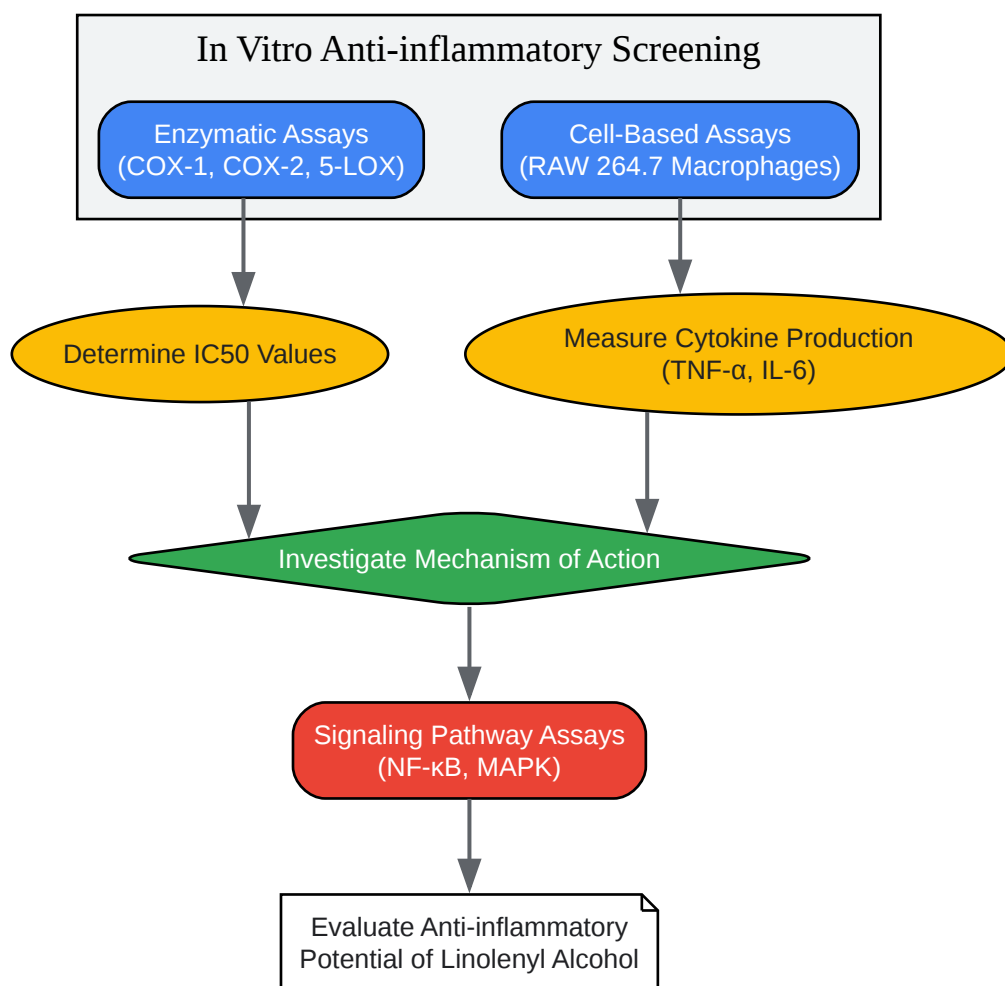 In Vitro Anti-inflammatory Screening
Enzymatic Assays
(COX-1, COX-2, 5-LOX)
Cell-Based Assays
(RAW 264.7 Macrophages)
Determine IC50 Values
Measure Cytokine Production
(TNF-α, IL-6)
Investigate Mechanism of Action
Signaling Pathway Assays
(NF-κB, MAPK)
Evaluate Anti-inflammatory
Potential of Linolenyl Alcohol